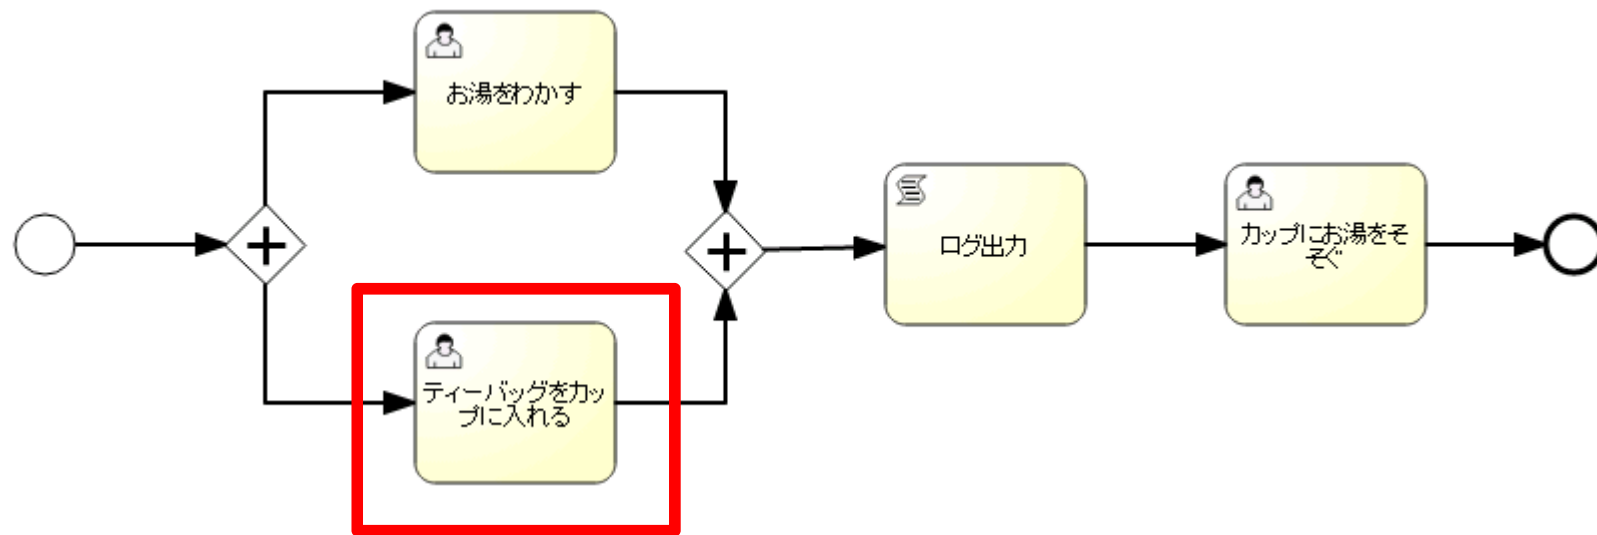 お湯をわかす
ティーバッグをカッ
プに入れる
ログ出力
カップにお湯をそ
そぐ